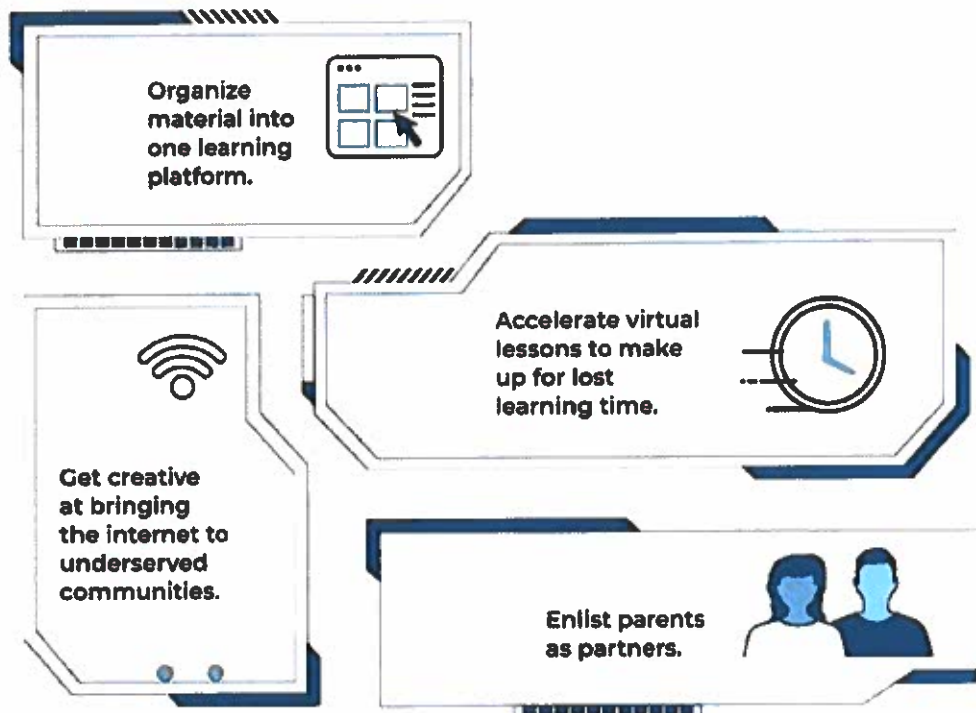 Organize
material into
one learning
platform.
Accelerate virtual
lessons to make
up for lost
learning time.
Get creative
at bringing
the internet to
underserved
communities.
Enlist parents
as partners.